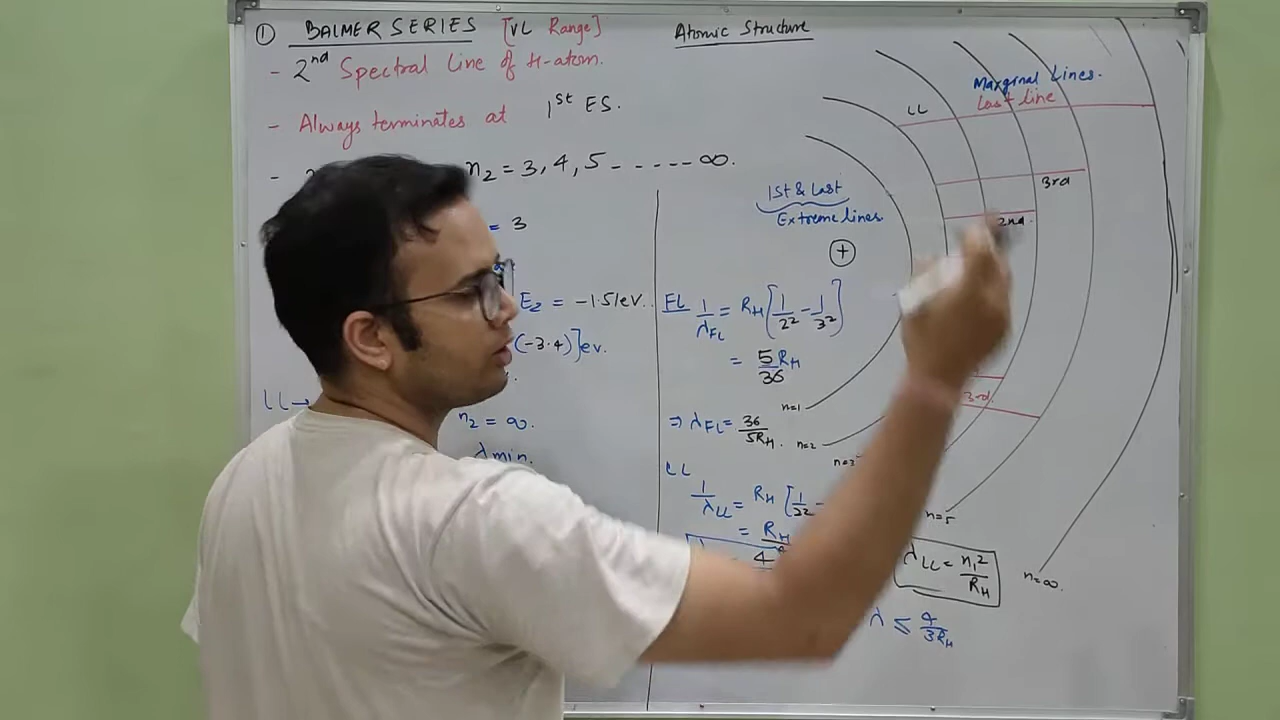 ① BALMER SERIES [VL Range]
- 2nd Spectral Line of H-atom.
- Always terminates at 1st ES.
n₂ = 3, 4, 5 ------ ∞.
= 3
E₂ = -1.51eV.
(-3.4)]ev.
LL→
n₂ = ∞.
λmin.
Atomic Structure
Marginal Lines.
Last line
LL
3rd
2nd.
1st & Last
Extreme lines
+
FL 1/λFL = RH[1/2² - 1/3²]
= 5/36 RH
⇒ λFL = 36/5RH.
LL
1/λLL = RH [1/2² -
= RH/4
3rd.
n=1
n=2
n=3
n=5
n=∞.
λLL = n₁²/RH
λ ≤ 4/3RH